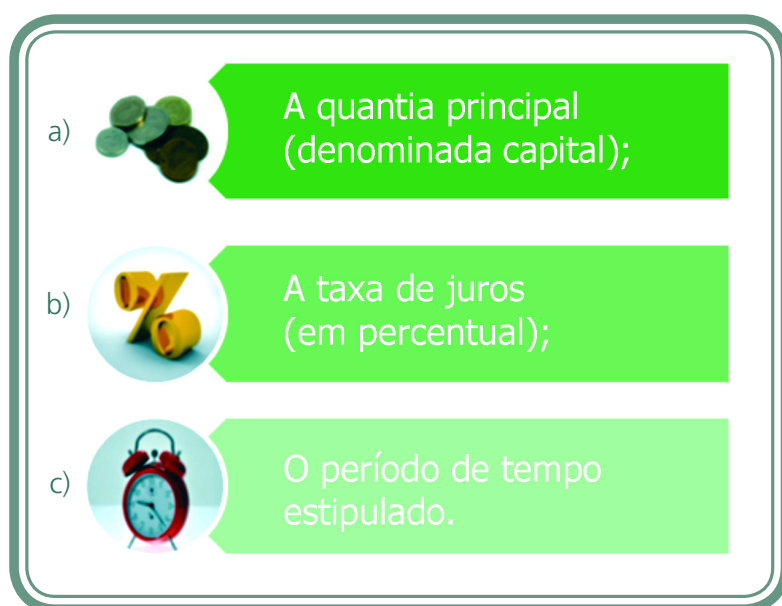 a)
A quantia principal
(denominada capital);
b)
A taxa de juros
(em percentual);
c)
O período de tempo
estipulado.